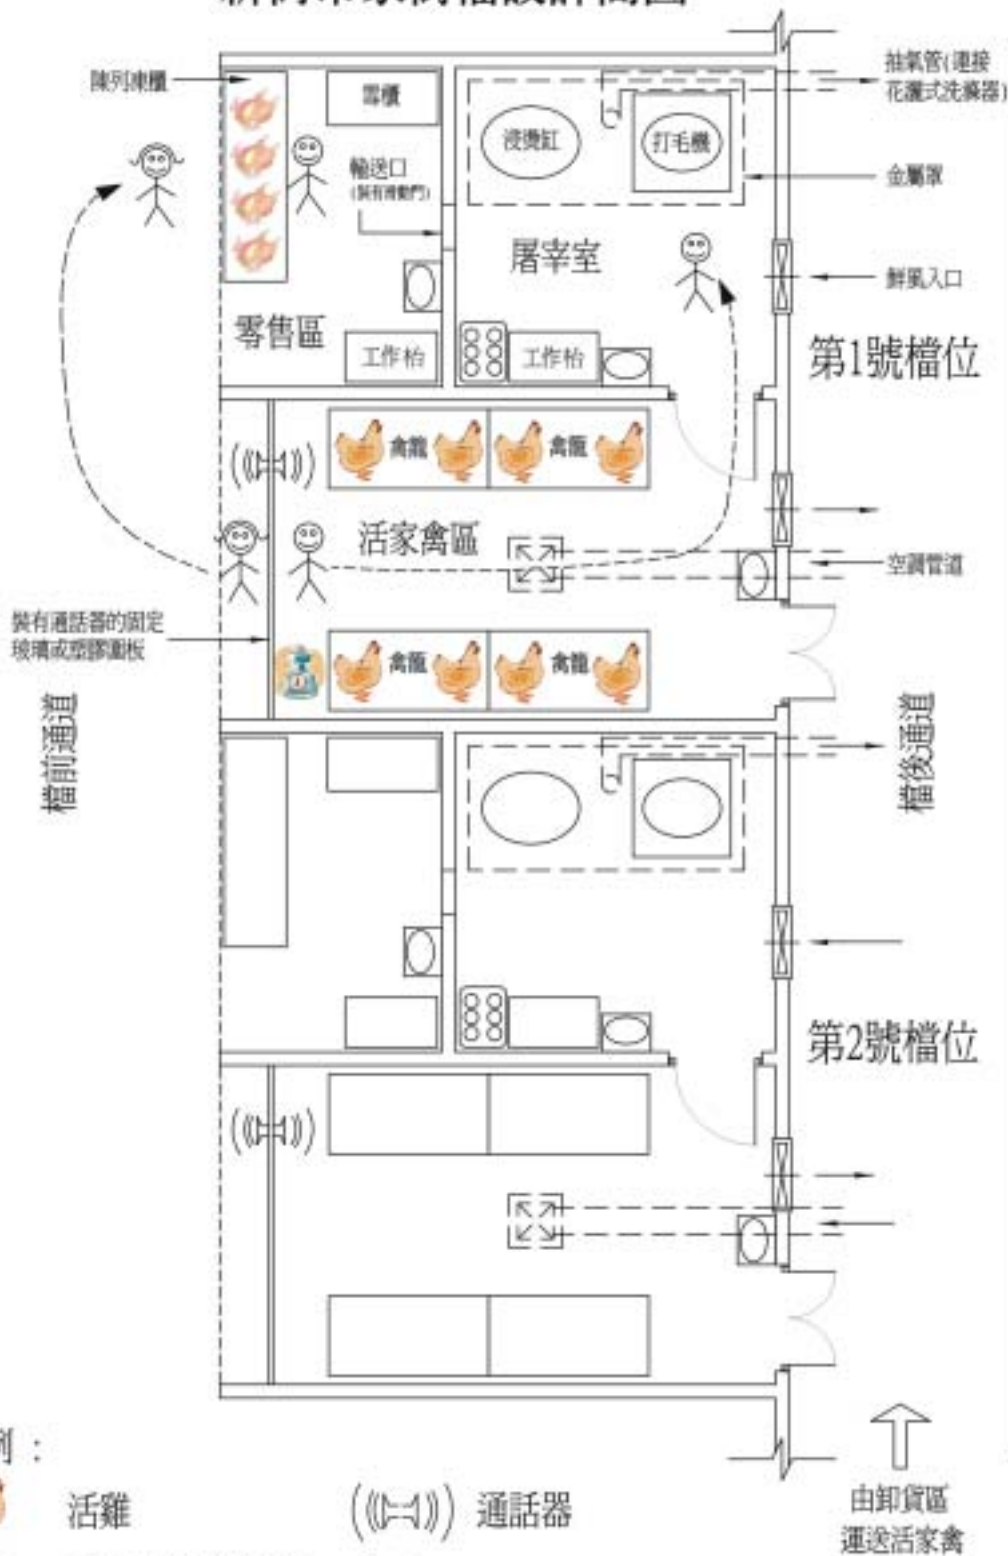 陳列凍櫃
雪櫃
抽氣管(連接
花灑式洗滌器)
浸燙缸
打毛機
輸送口
(裝有滑動門)
金屬罩
屠宰室
鮮風入口
零售區
工作枱
工作枱
第1號檔位
禽籠
禽籠
活家禽區
空調管道
裝有通話器的固定
玻璃或塑膠圍板
禽籠
禽籠
檔前通道
檔後通道
第2號檔位
例：
活雞
通話器
由卸貨區
運送活家禽